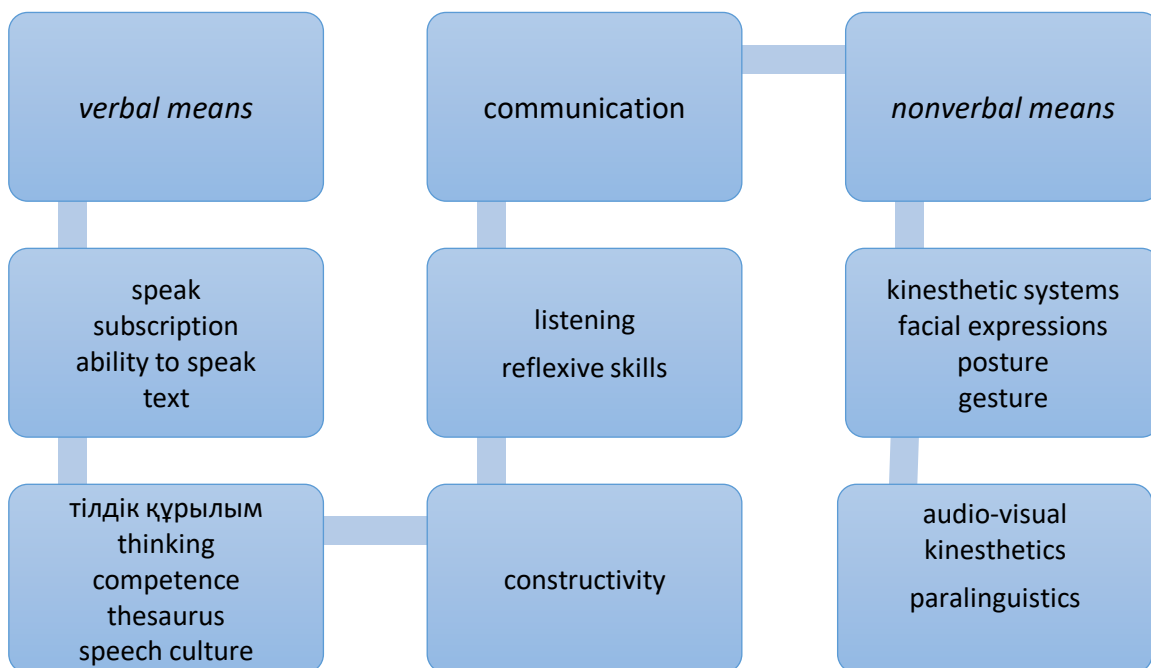 verbal means
speak
subscription
ability to speak
text
тілдік құрылым
thinking
competence
thesaurus
speech culture
constructivity
listening
reflexive skills
communication
nonverbal means
kinesthetic systems
facial expressions
posture
gesture
audio-visual
kinesthetics
paralinguistics